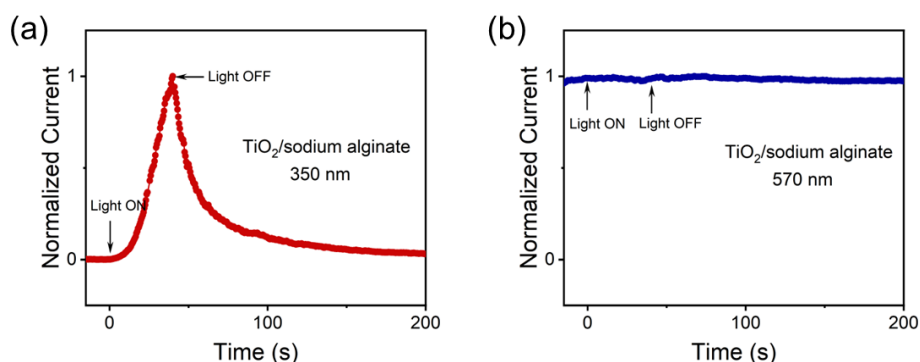 (a)
Normalized Current
1
0
Light OFF
TiO₂/sodium alginate
350 nm
Light ON
0
100
200
Time (s)
(b)
Normalized Current
1
0
Light ON
Light OFF
TiO₂/sodium alginate
570 nm
0
100
200
Time (s)